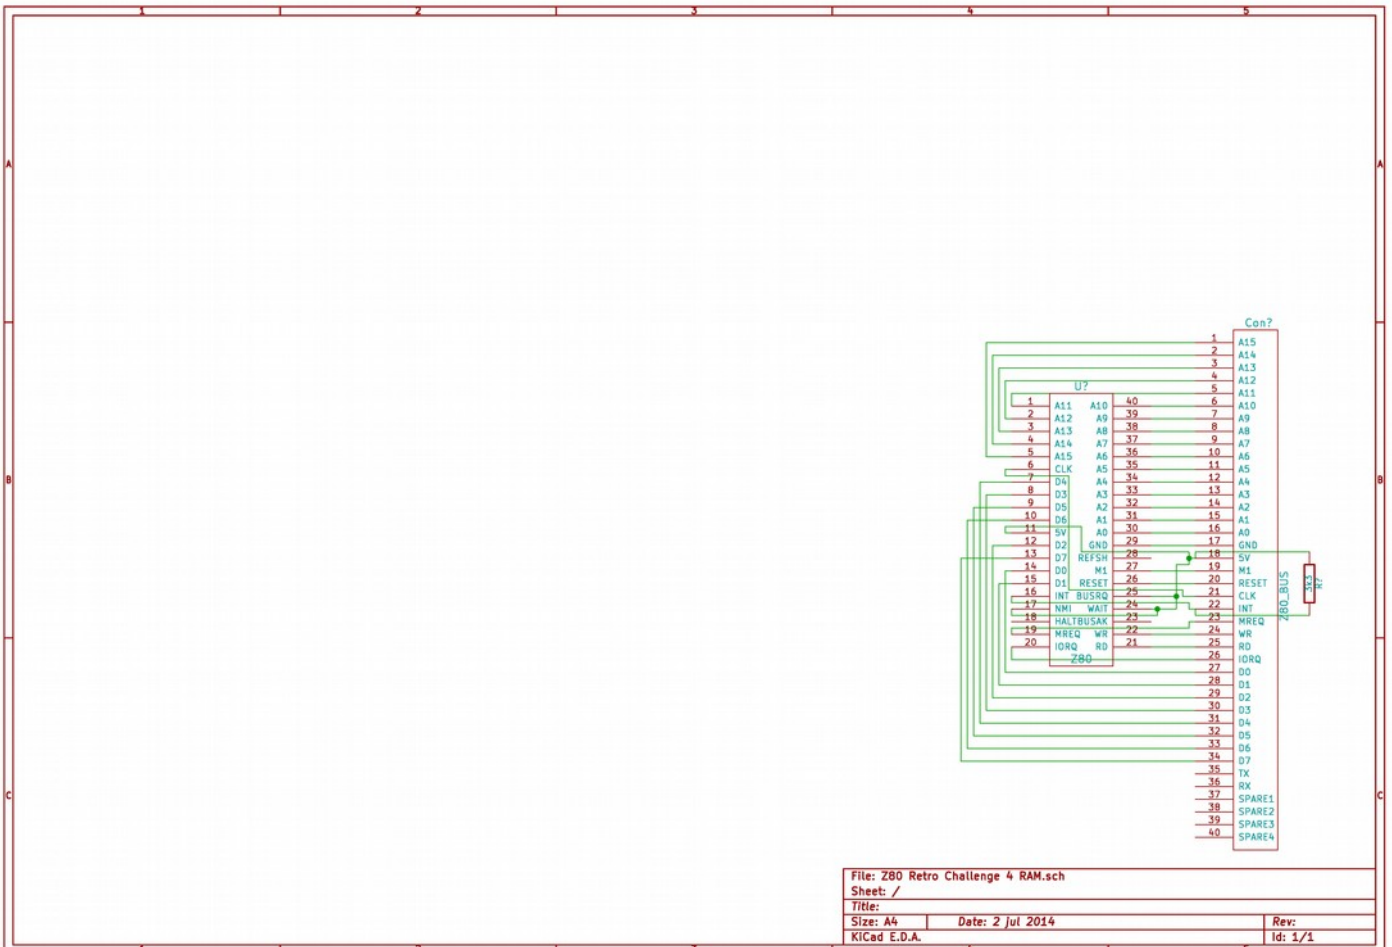 1 2 3 4 5
A A
B B
C C
Con?
1 A15
2 A14
3 A13
4 A12
5 A11
6 A10
7 A9
8 A8
9 A7
10 A6
11 A5
12 A4
13 A3
14 A2
15 A1
16 A0
17 GND
18 5V
19 M1
20 RESET
21 CLK
22 INT
23 MREQ
24 WR
25 RD
26 IORQ
27 D0
28 D1
29 D2
30 D3
31 D4
32 D5
33 D6
34 D7
35 TX
36 RX
37 SPARE1
38 SPARE2
39 SPARE3
40 SPARE4
Z80_BUS
3k3
R?
U?
1 A11 A10 40
2 A12 A9 39
3 A13 A8 38
4 A14 A7 37
5 A15 A6 36
6 CLK A5 35
7 D4 A4 34
8 D3 A3 33
9 D5 A2 32
10 D6 A1 31
11 5V A0 30
12 D2 GND 29
13 D7 REFSH 28
14 D0 M1 27
15 D1 RESET 26
16 INT BUSRQ 25
17 NMI WAIT 24
18 HALTBUSAK 23
19 MREQ WR 22
20 IORQ RD 21
Z80
File: Z80 Retro Challenge 4 RAM.sch
Sheet: /
Title:
Size: A4 Date: 2 jul 2014 Rev:
KiCad E.D.A. Id: 1/1